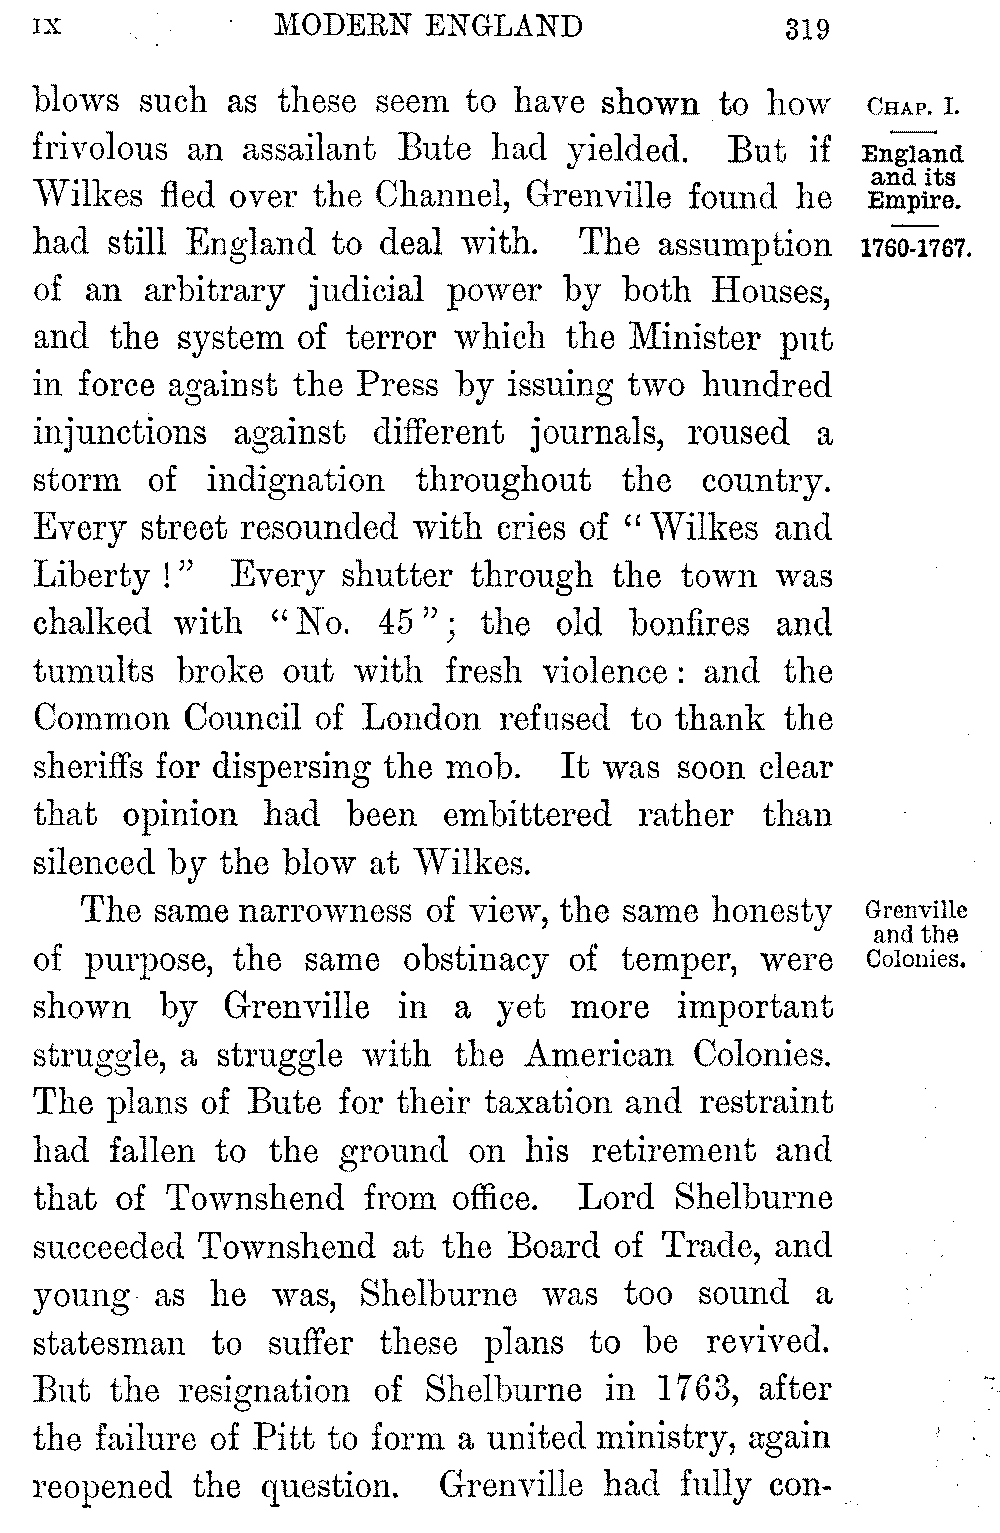 IX MODERN ENGLAND 319
blows such as these seem to have shown to how
frivolous an assailant Bute had yielded. But if
Wilkes fled over the Channel, Grenville found he
had still England to deal with. The assumption
of an arbitrary judicial power by both Houses,
and the system of terror which the Minister put
in force against the Press by issuing two hundred
injunctions against different journals, roused a
storm of indignation throughout the country.
Every street resounded with cries of “Wilkes and
Liberty!” Every shutter through the town was
chalked with “No. 45”; the old bonfires and
tumults broke out with fresh violence: and the
Common Council of London refused to thank the
sheriffs for dispersing the mob. It was soon clear
that opinion had been embittered rather than
silenced by the blow at Wilkes.
The same narrowness of view, the same honesty
of purpose, the same obstinacy of temper, were
shown by Grenville in a yet more important
struggle, a struggle with the American Colonies.
The plans of Bute for their taxation and restraint
had fallen to the ground on his retirement and
that of Townshend from office. Lord Shelburne
succeeded Townshend at the Board of Trade, and
young as he was, Shelburne was too sound a
statesman to suffer these plans to be revived.
But the resignation of Shelburne in 1763, after
the failure of Pitt to form a united ministry, again
reopened the question. Grenville had fully con-
CHAP. I.
England
and its
Empire.
1760-1767.
Grenville
and the
Colonies.